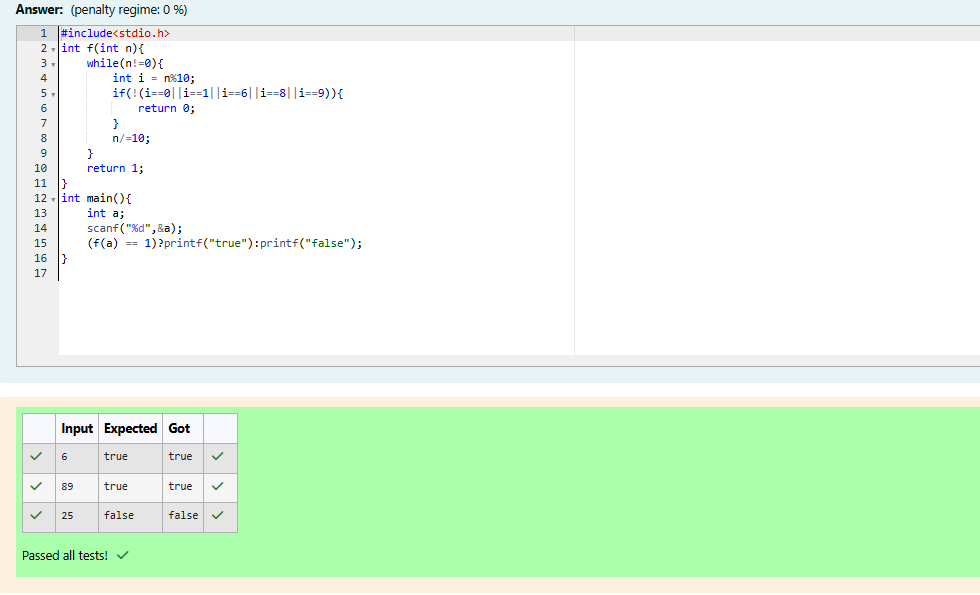 Answer: (penalty regime: 0 %)
1 #include<stdio.h>
2 int f(int n){
3 while(n!=0){
4 int i = n%10;
5 if(!(i==0||i==1||i==6||i==8||i==9)){
6 return 0;
7 }
8 n/=10;
9 }
10 return 1;
11 }
12 int main(){
13 int a;
14 scanf("%d",&a);
15 (f(a) == 1)?printf("true"):printf("false");
16 }
17
Input Expected Got
6 true true
89 true true
25 false false
Passed all tests!